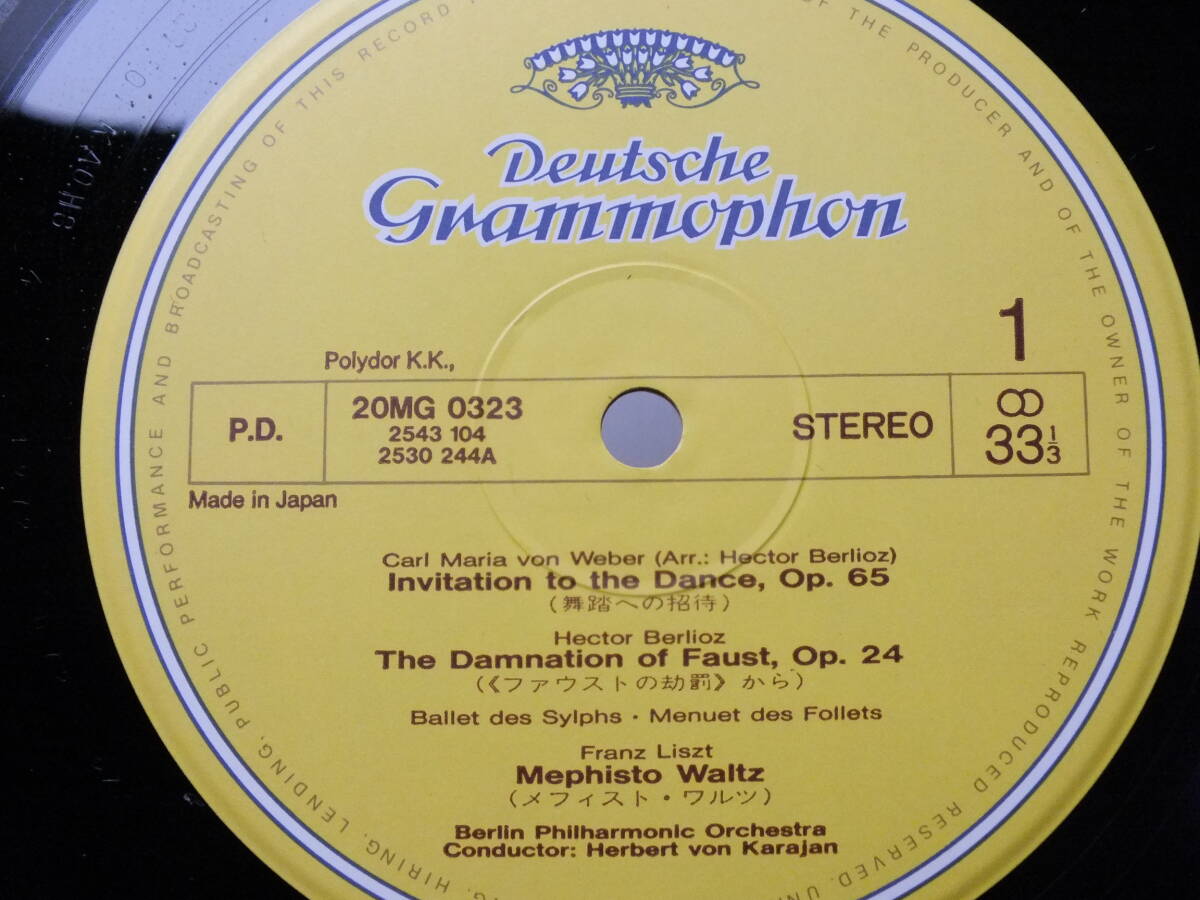 Deutsche
Grammophon
1
Polydor K.K.,
P.D.
20MG 0323
2543 104
2530 244A
STEREO
33 1/3
Made in Japan
Carl Maria von Weber (Arr.: Hector Berlioz)
Invitation to the Dance, Op. 65
(舞踏への招待)
Hector Berlioz
The Damnation of Faust, Op. 24
(《ファウストの劫罰》から)
Ballet des Sylphs · Menuet des Follets
Franz Liszt
Mephisto Waltz
(メフィスト・ワルツ)
Berlin Philharmonic Orchestra
Conductor: Herbert von Karajan
HIRING, LENDING, PUBLIC PERFORMANCE AND BROADCASTING OF THIS RECORD
OF THE PRODUCER AND OF THE OWNER OF THE WORK REPRODUCED RESERVED.